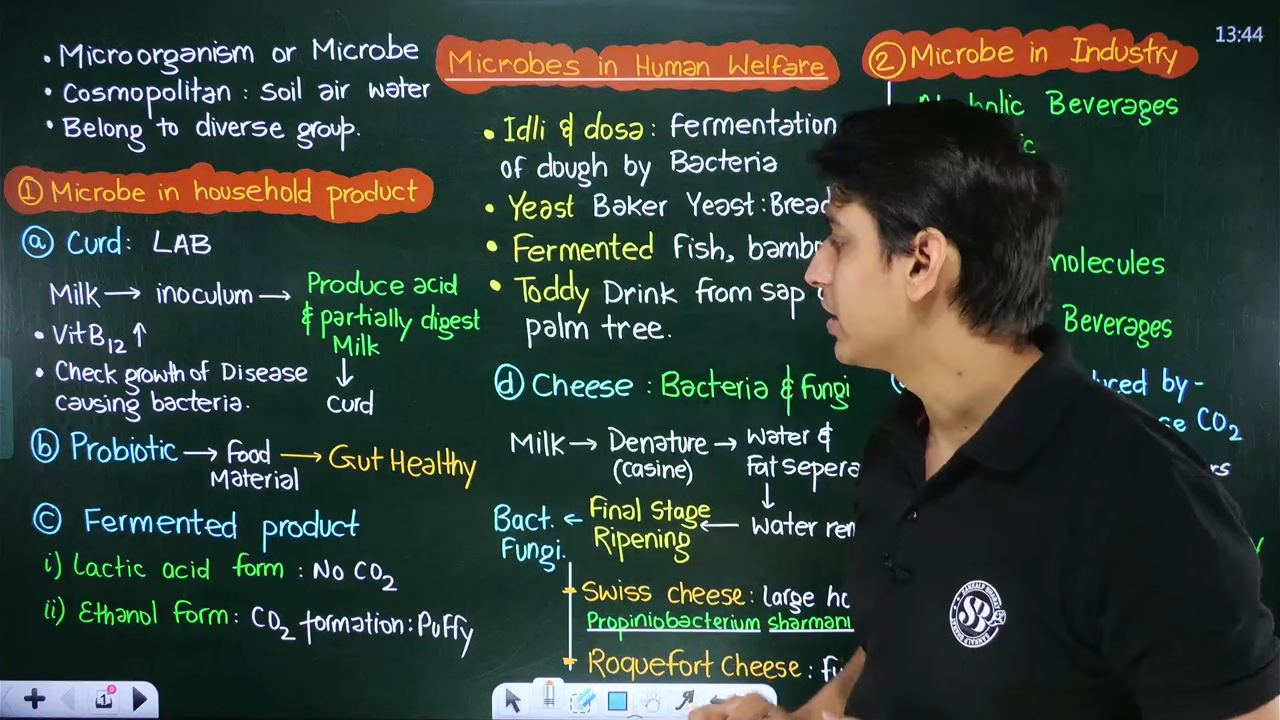 • Microorganism or Microbe
• Cosmopolitan : Soil air water
• Belong to diverse group.
① Microbe in household product
ⓐ Curd: LAB
Milk → inoculum → Produce acid
& partially digest
Milk
↓
Curd
• Vit B12 ↑
• Check growth of Disease
causing bacteria.
ⓑ Probiotic → Food → Gut Healthy
Material
ⓒ Fermented product
i) Lactic acid form : No CO2
ii) Ethanol form : CO2 formation : Puffy
Microbes in Human Welfare
• Idli & dosa : Fermentation
of dough by Bacteria
• Yeast Baker Yeast : Bread
• Fermented Fish,
• Toddy Drink from sap
palm tree.
ⓓ Cheese : Bacteria & Fungi
Milk → Denature → Water &
(casine) Fat
↓
Water
Bact. ← Final Stage ←
Fungi. Ripening
Swiss cheese : large
Propiniobacterium
Roquefort Cheese :
② Microbe in Industry
Beverages
molecules
Beverages
by -
CO2
13:44
1